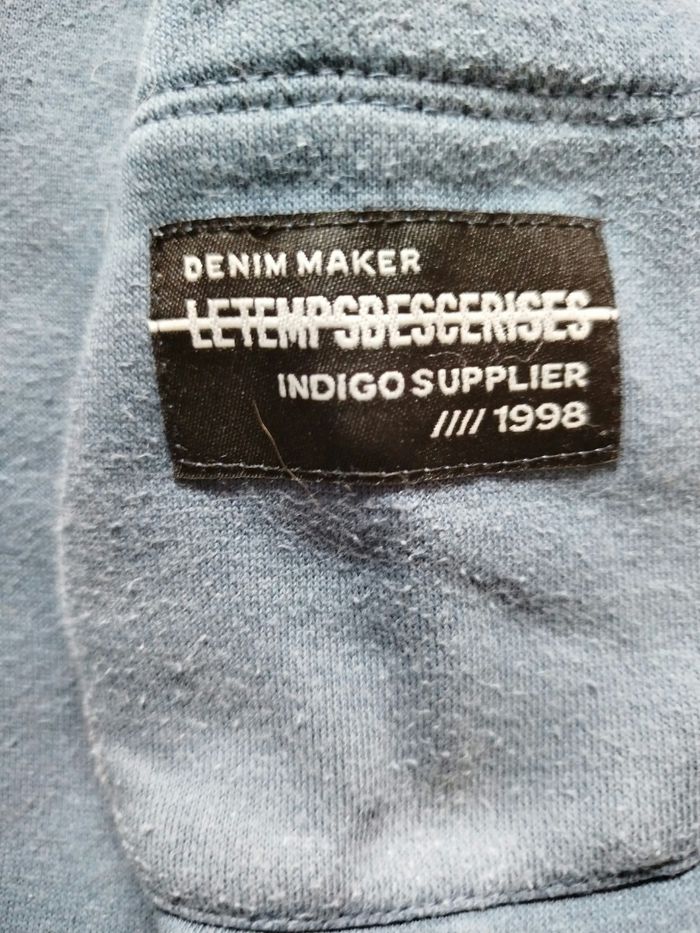 DENIM MAKER
LETEMPSDESCERISES
INDIGO SUPPLIER
//// 1998